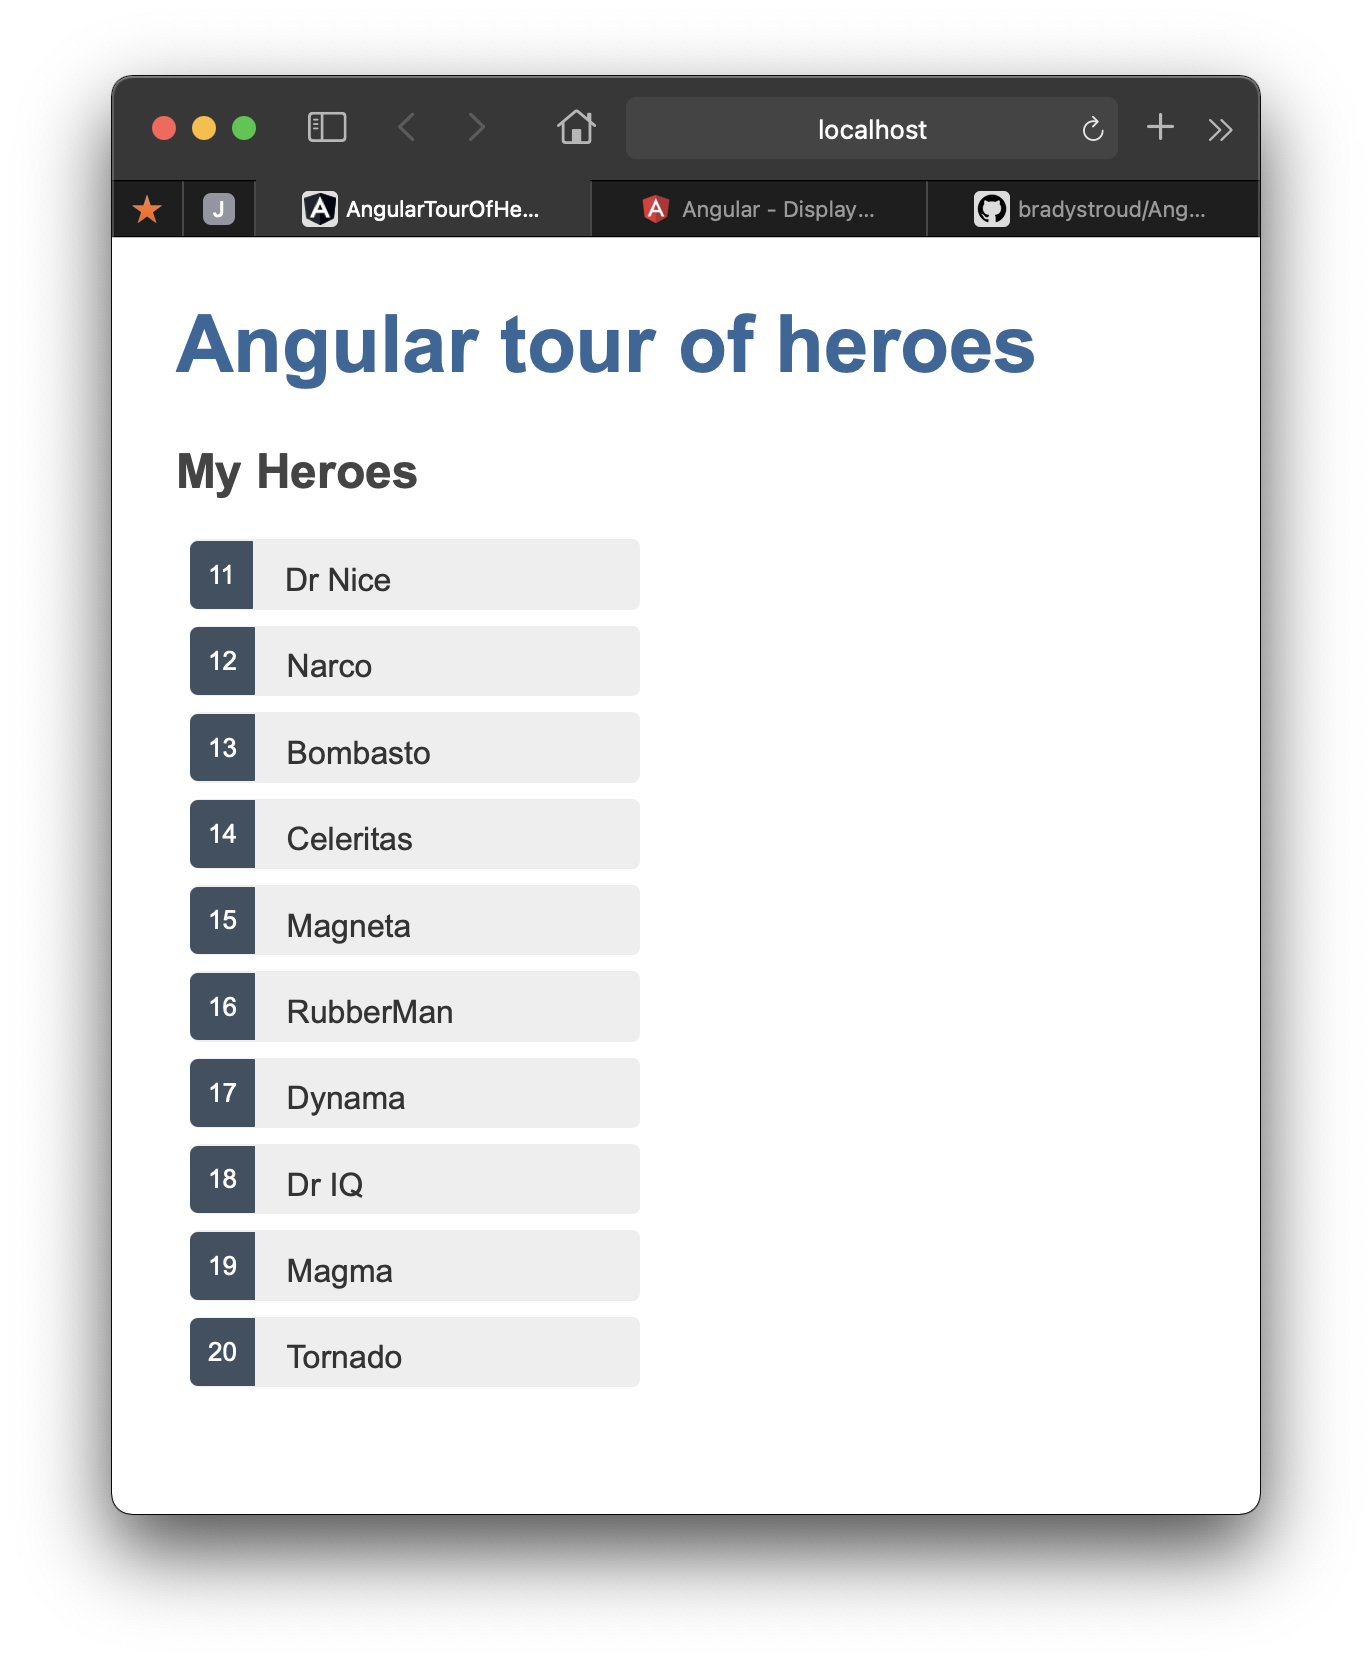 localhost
J
AngularTourOfHe...
Angular - Display...
bradystroud/Ang...
Angular tour of heroes
My Heroes
11 Dr Nice
12 Narco
13 Bombasto
14 Celeritas
15 Magneta
16 RubberMan
17 Dynama
18 Dr IQ
19 Magma
20 Tornado